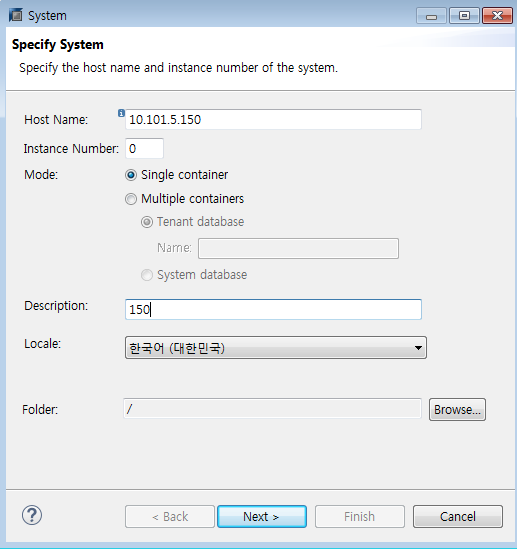 System
Specify System
Specify the host name and instance number of the system.
Host Name: 10.101.5.150
Instance Number: 0
Mode: Single container
Multiple containers
Tenant database
Name:
System database
Description: 150
Locale: 한국어 (대한민국)
Folder: / Browse...
? < Back Next > Finish Cancel